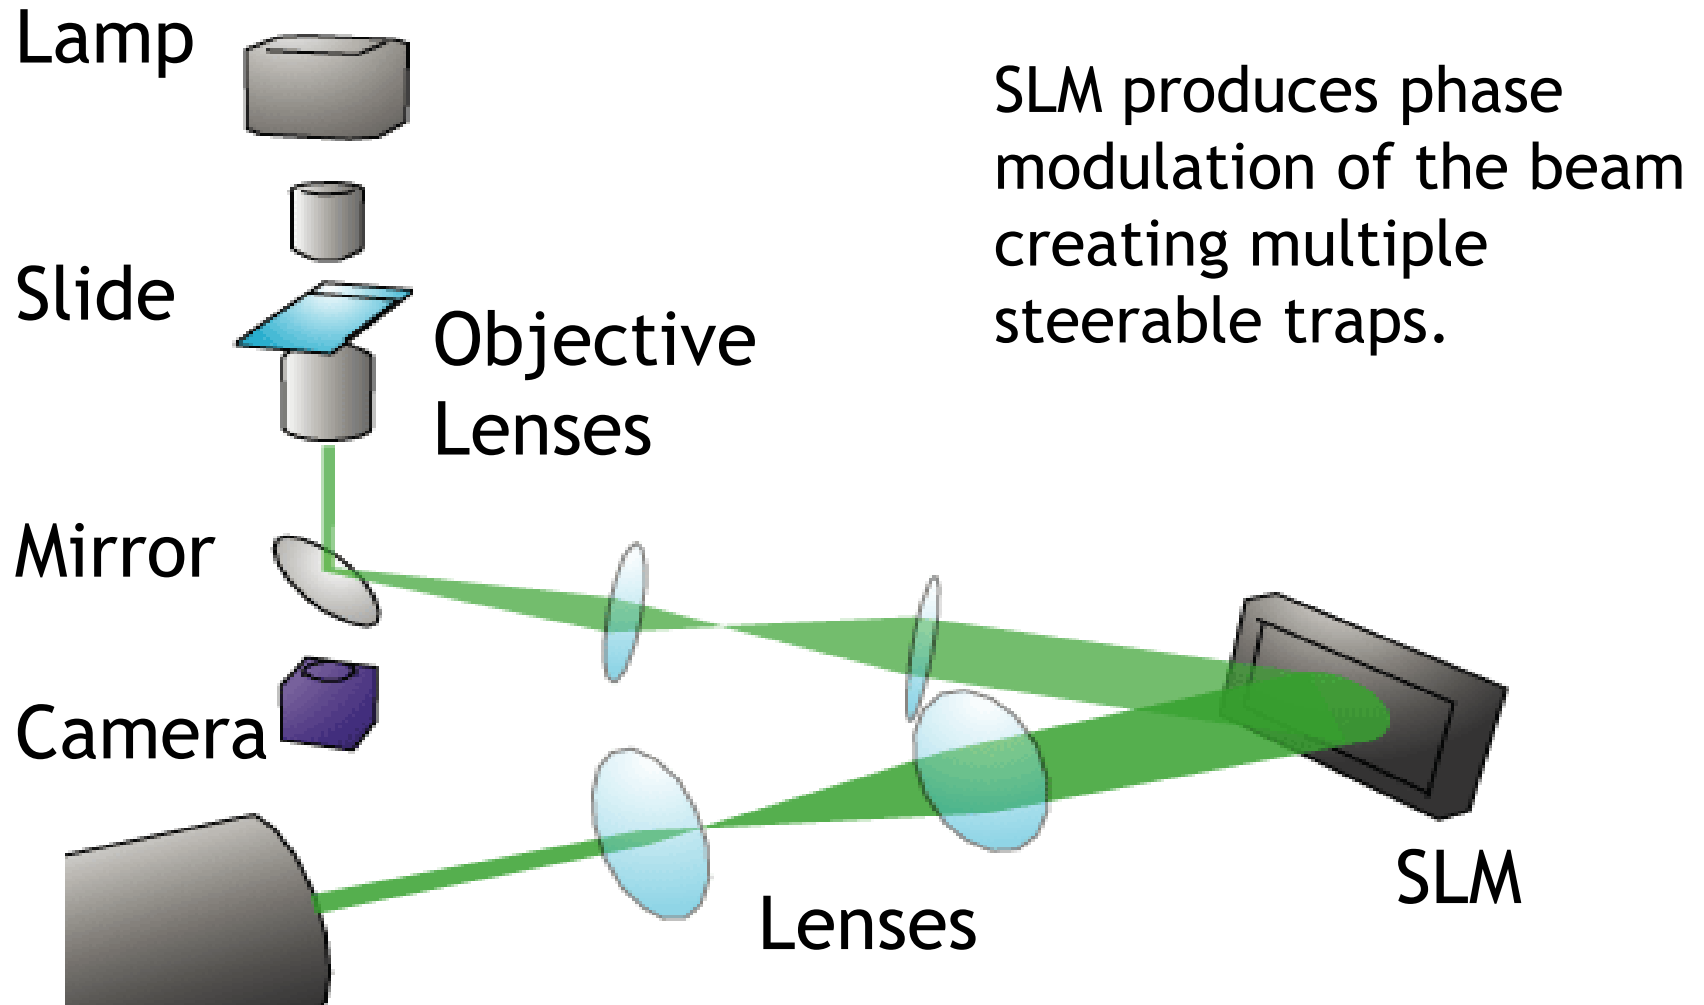 Lamp
SLM produces phase
modulation of the beam
creating multiple
steerable traps.
Slide
Objective
Lenses
Mirror
Camera
SLM
Lenses